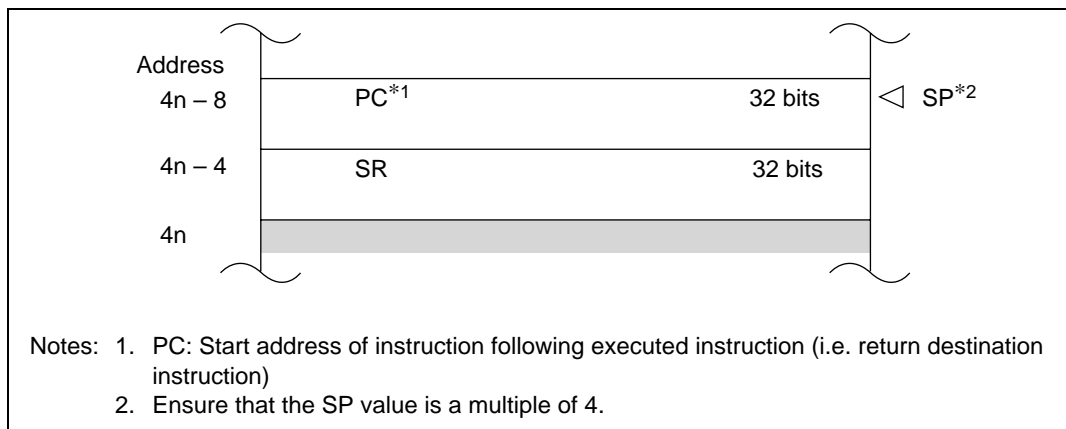 Address
4n – 8 PC*1 32 bits SP*2
4n – 4 SR 32 bits
4n
Notes: 1. PC: Start address of instruction following executed instruction (i.e. return destination
instruction)
2. Ensure that the SP value is a multiple of 4.